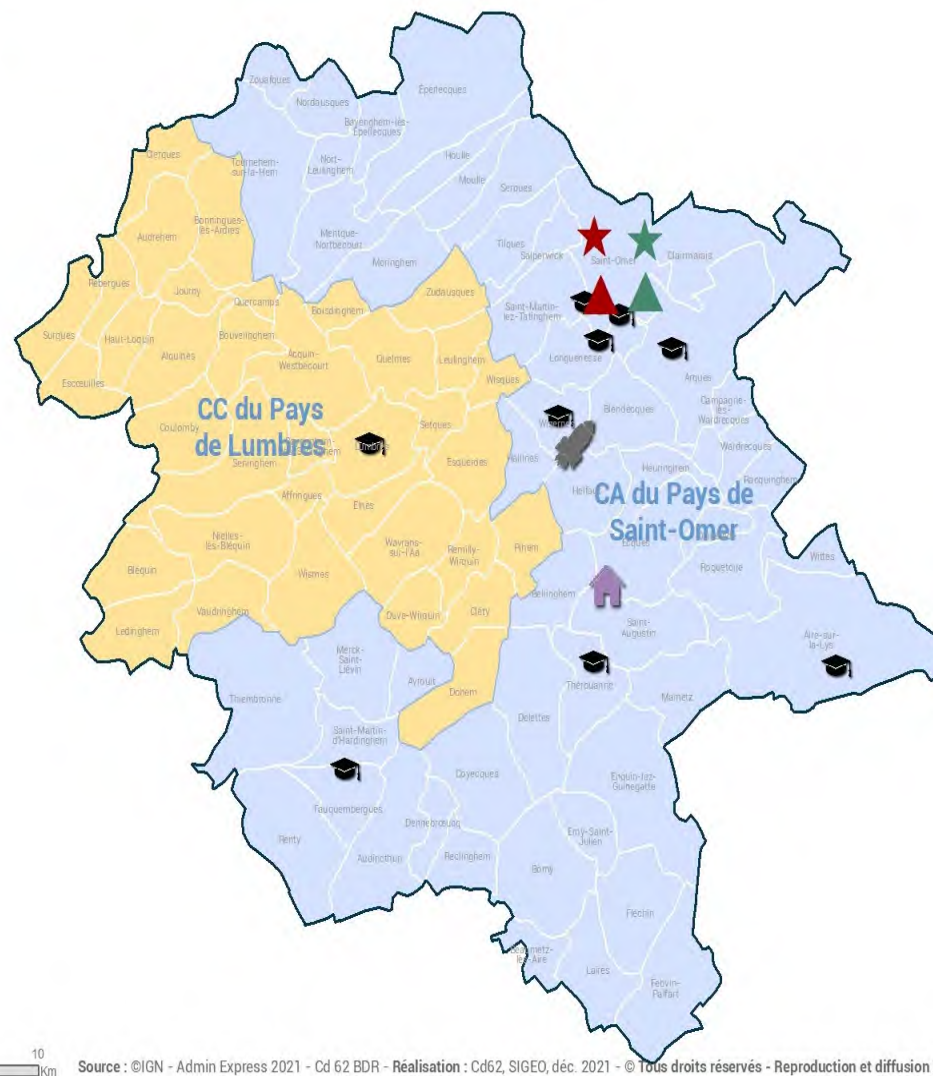 Zouafques
Nordausques
Éperlecques
Bayenghem-lès-
Éperlecques
Clerques
Tournehem-
sur-la-Hem
Nort-
Leulinghem
Houlle
Moulle
Serques
Bonningues-
lès-Ardres
Audrehem
Mentque-
Nortbécourt
Tilques
Salperwick
Saint-Omer
Clairmarais
Moringhem
Rebergues
Journy
Zudausques
Quercamps
Boisdinghem
Saint-Martin-
lez-Tatinghem
Surques
Haut-Loquin
Bouvelinghem
Alquines
Acquin-
Westbécourt
Quelmes
Leulinghem
Longuenesse
Wisques
Arques
Escœuilles
CC du Pays
de Lumbres
Coulomby
Setques
Blendecques
Campagne-
lès-
Wardrecques
Wardrecques
Seninghem
Esquerdes
Hallines
Heuringhem
Racquinghem
Affringues
Elnes
CA du Pays de
Saint-Omer
Nielles-
lès-Bléquin
Wavrans-
sur-l'Aa
Remilly-
Wirquin
Pihem
Ecques
Roquetoire
Wittes
Bléquin
Wismes
Bellinghem
Vaudringhem
Ouve-Wirquin
Cléty
Saint-
Augustin
Ledinghem
Aire-sur-
la-Lys
Merck-
Saint-
Liévin
Avroult
Dohem
Thérouanne
Mametz
Thiembronne
Delettes
Saint-Martin-
d'Hardinghem
Coyecques
Enquin-lez-
Guinegatte
Fauquembergues
Dennebrœucq
Erny-Saint-
Julien
Renty
Audincthun
Reclinghem
Bomy
Fléchin
Beaumetz-
lès-Aire
Laires
Febvin-
Palfart
10
Km
Source : ©IGN - Admin Express 2021 - Cd 62 BDR - Réalisation : Cd62, SIGEO, déc. 2021 - © Tous droits réservés - Reproduction et diffusion